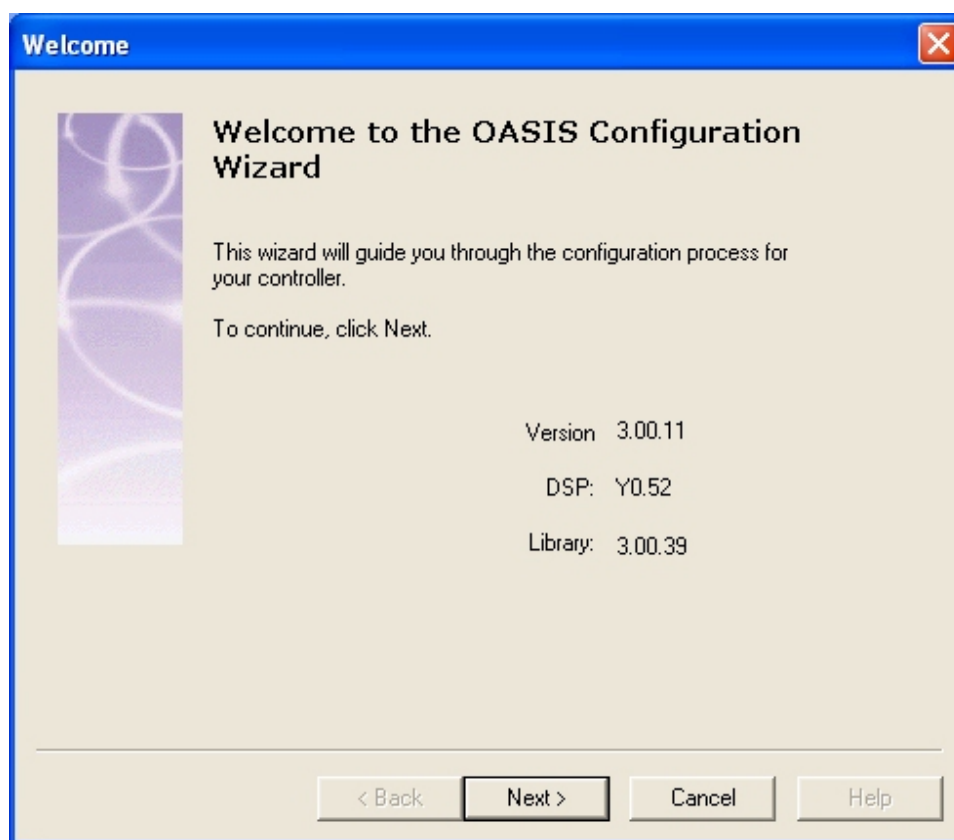 Welcome
Welcome to the OASIS Configuration
Wizard
This wizard will guide you through the configuration process for
your controller.
To continue, click Next.
Version 3.00.11
DSP: Y0.52
Library: 3.00.39
< Back Next > Cancel Help